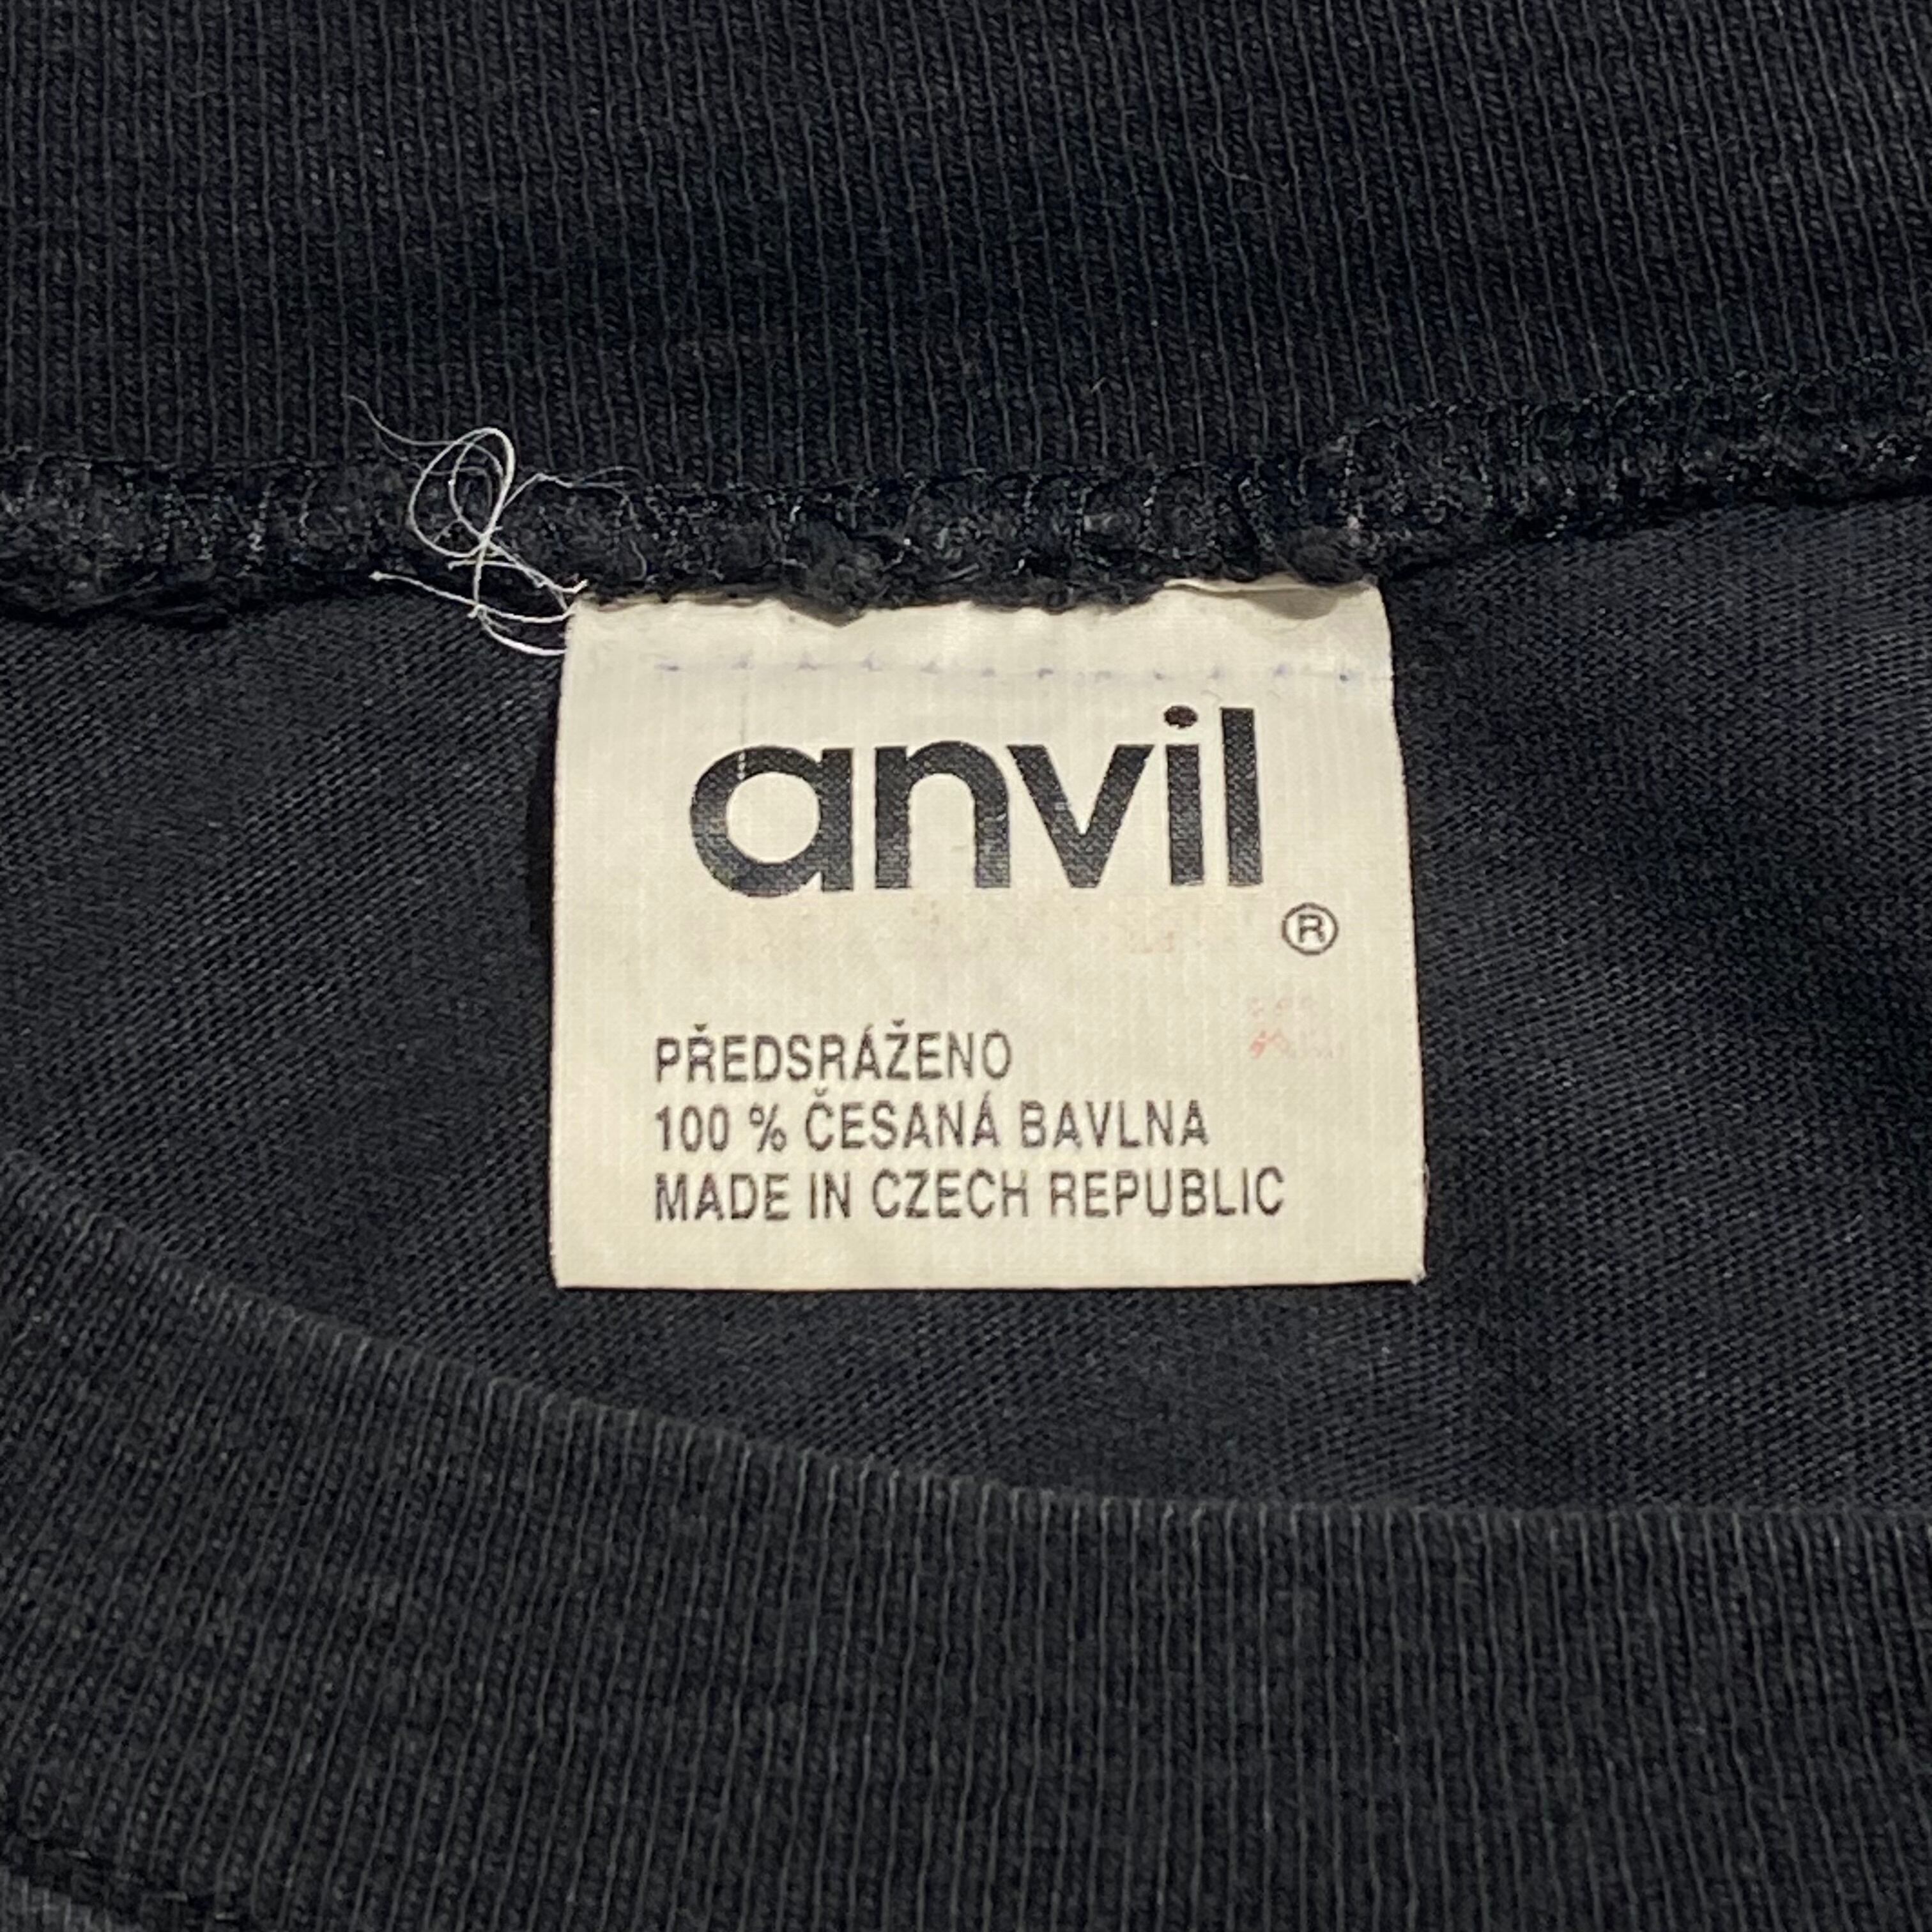 anvil
®
PŘEDSRÁŽENO
100 % ČESANÁ BAVLNA
MADE IN CZECH REPUBLIC